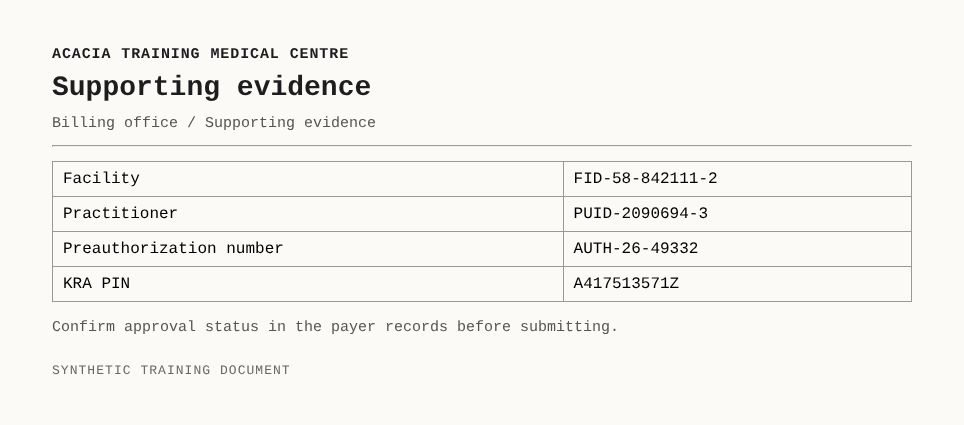 ACACIA TRAINING MEDICAL CENTRE
Supporting evidence
Billing office / Supporting evidence
Facility FID-58-842111-2
Practitioner PUID-2090694-3
Preauthorization number AUTH-26-49332
KRA PIN A417513571Z
Confirm approval status in the payer records before submitting.
SYNTHETIC TRAINING DOCUMENT